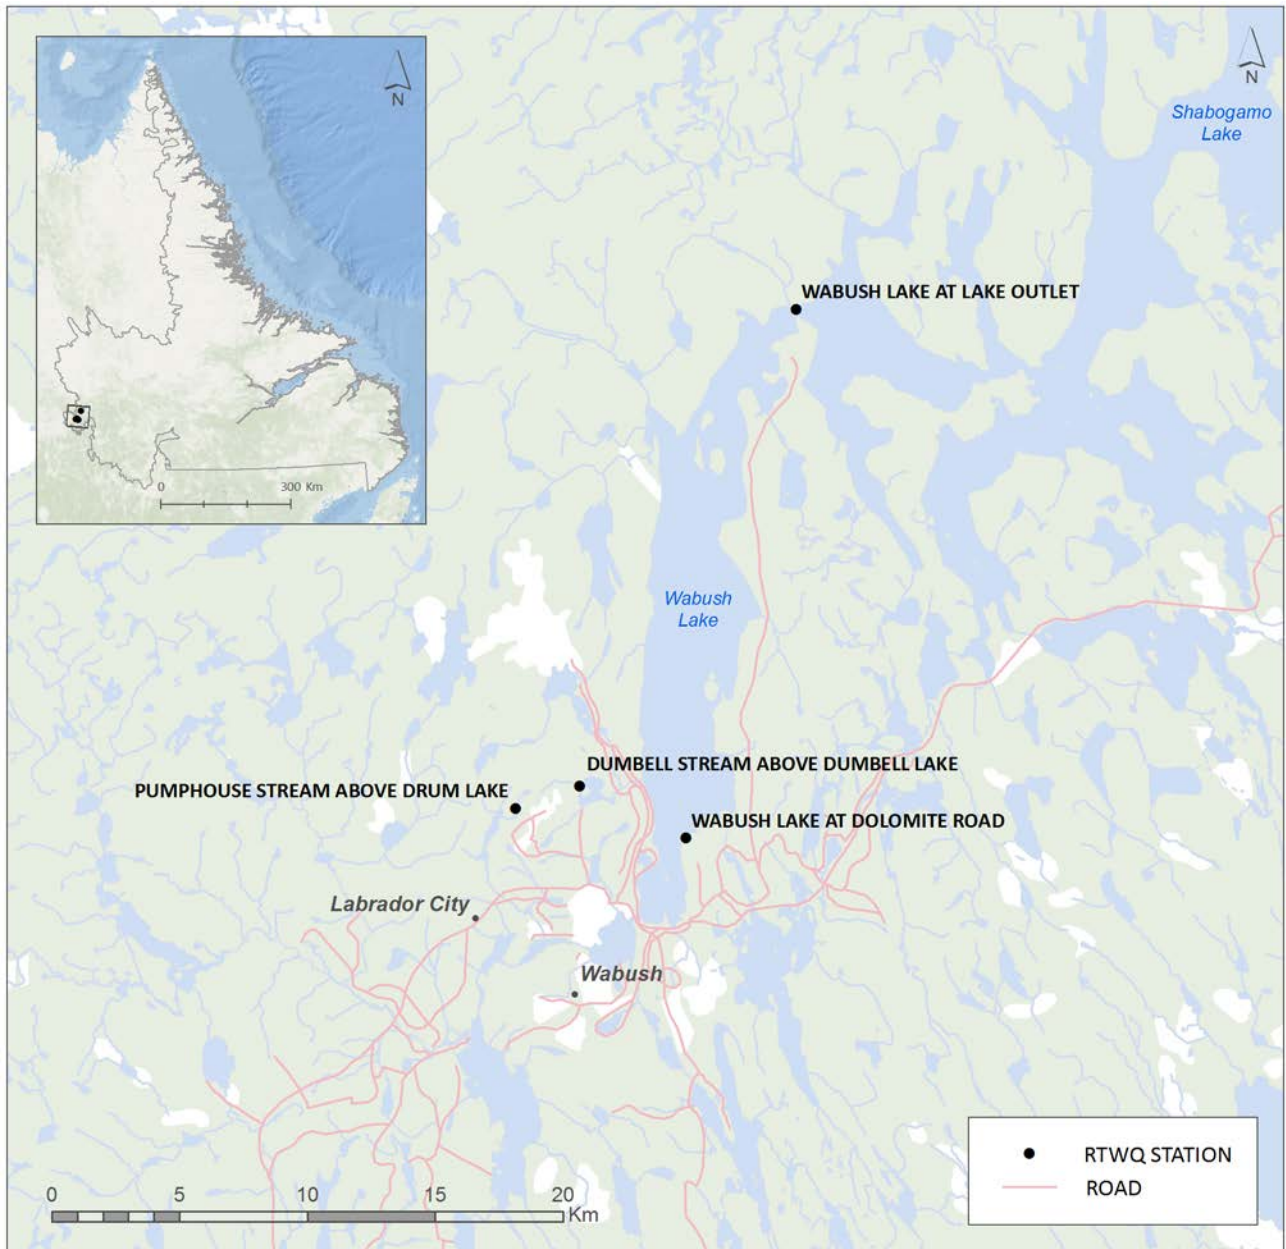 N
N
Shabogamo
Lake
WABUSH LAKE AT LAKE OUTLET
0 300 Km
Wabush
Lake
DUMBELL STREAM ABOVE DUMBELL LAKE
PUMPHOUSE STREAM ABOVE DRUM LAKE
WABUSH LAKE AT DOLOMITE ROAD
Labrador City
Wabush
RTWQ STATION
ROAD
0 5 10 15 20
Km